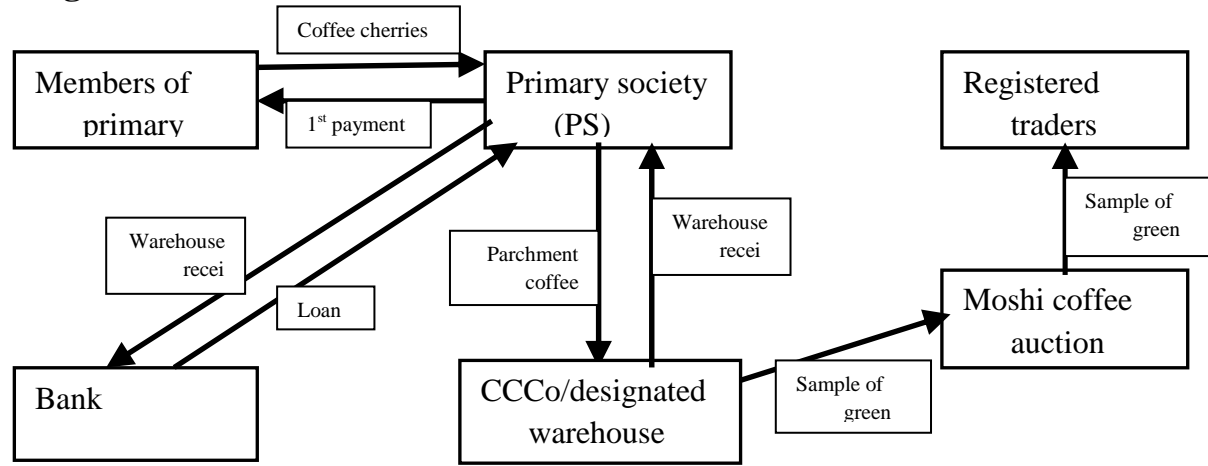 Coffee cherries
Members of
primary
Primary society
(PS)
Registered
traders
1st payment
Sample of
green
Warehouse
recei
Parchment
coffee
Warehouse
recei
Loan
Moshi coffee
auction
Bank
CCCo/designated
warehouse
Sample of
green